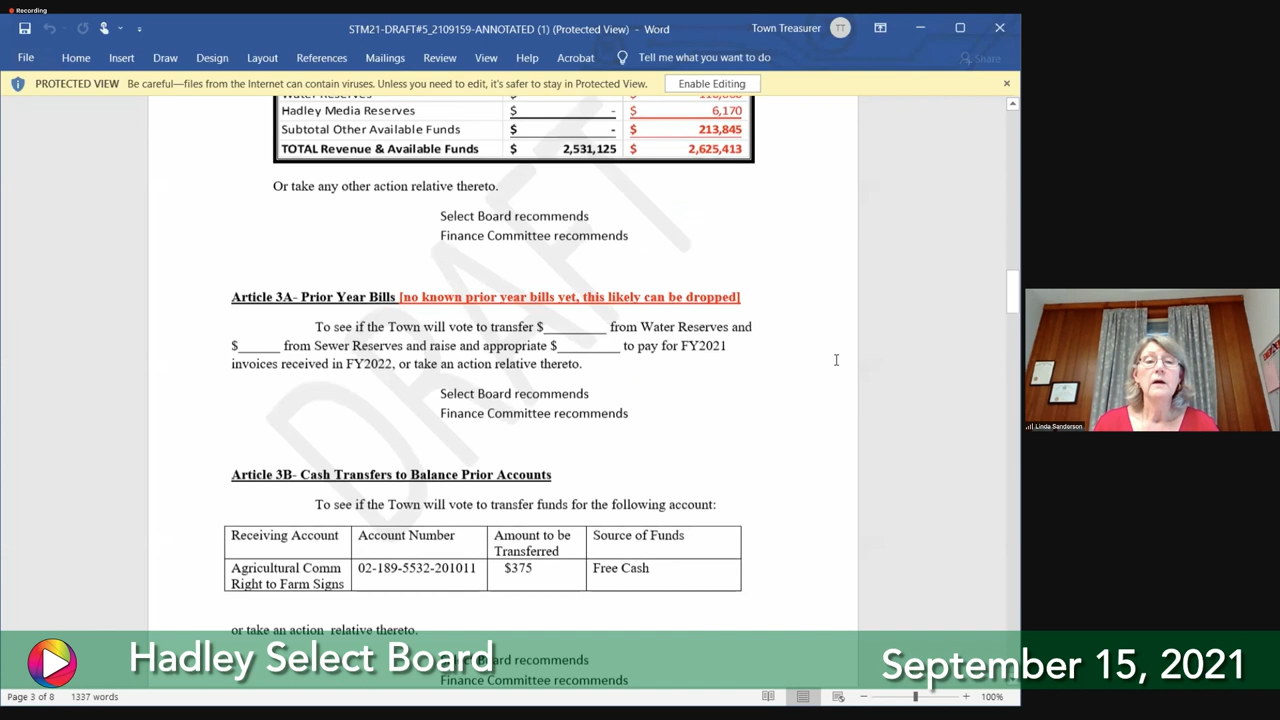 Recording
STM21-DRAFT#5_2109159-ANNOTATED (1) (Protected View) - Word
Town Treasurer
TT
File Home Insert Draw Design Layout References Mailings Review View Help Acrobat Tell me what you want to do Share
PROTECTED VIEW Be careful—files from the Internet can contain viruses. Unless you need to edit, it's safer to stay in Protected View. Enable Editing
Hadley Media Reserves $ - $ 6,170
Subtotal Other Available Funds $ - $ 213,845
TOTAL Revenue & Available Funds $ 2,531,125 $ 2,625,413
Or take any other action relative thereto.
Select Board recommends
Finance Committee recommends
Article 3A- Prior Year Bills [no known prior year bills yet, this likely can be dropped]
To see if the Town will vote to transfer $_________ from Water Reserves and
$______ from Sewer Reserves and raise and appropriate $_________ to pay for FY2021
invoices received in FY2022, or take an action relative thereto.
Select Board recommends
Finance Committee recommends
DRAFT
Article 3B- Cash Transfers to Balance Prior Accounts
To see if the Town will vote to transfer funds for the following account:
Receiving Account Account Number Amount to be Source of Funds
Transferred
Agricultural Comm 02-189-5532-201011 $375 Free Cash
Right to Farm Signs
or take an action relative thereto.
Board recommends
Finance Committee recommends
Linda Sanderson
Hadley Select Board
September 15, 2021
Page 3 of 8 1337 words
100%